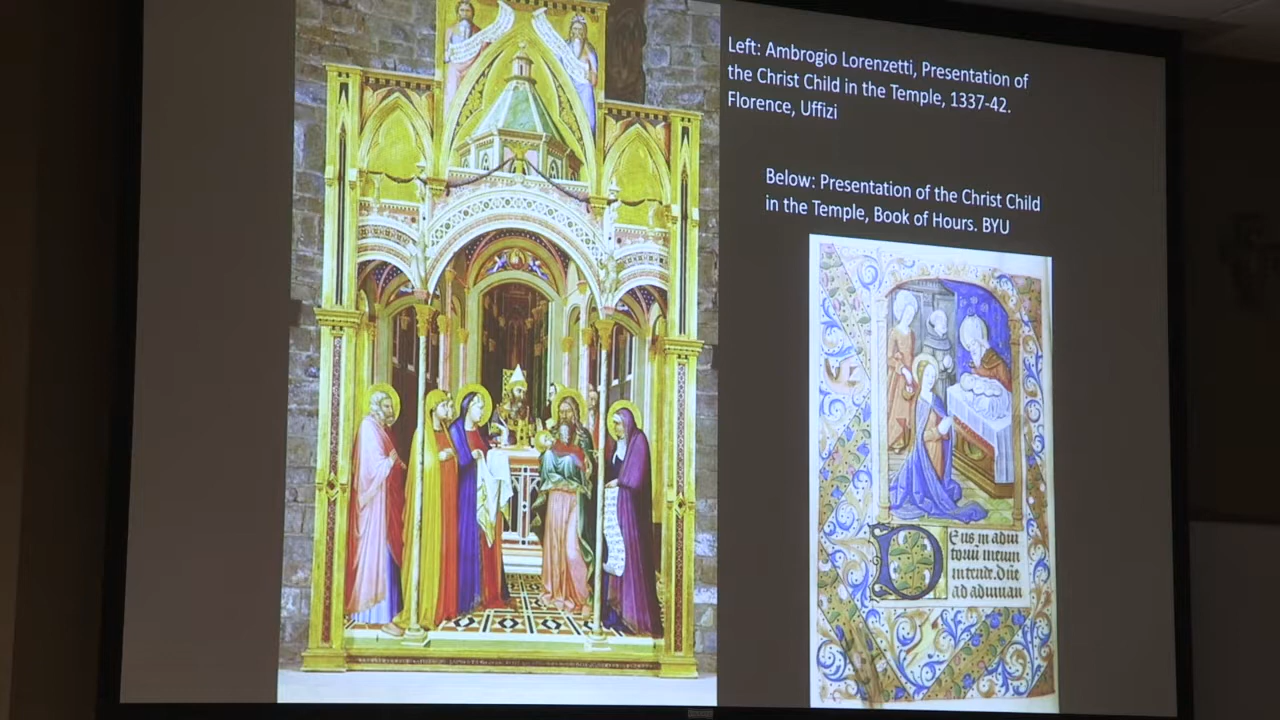 Left: Ambrogio Lorenzetti, Presentation of
the Christ Child in the Temple, 1337-42.
Florence, Uffizi
Below: Presentation of the Christ Child
in the Temple, Book of Hours. BYU
Deus in adiu
toriū meum
intende. Dñe
ad adiuuan